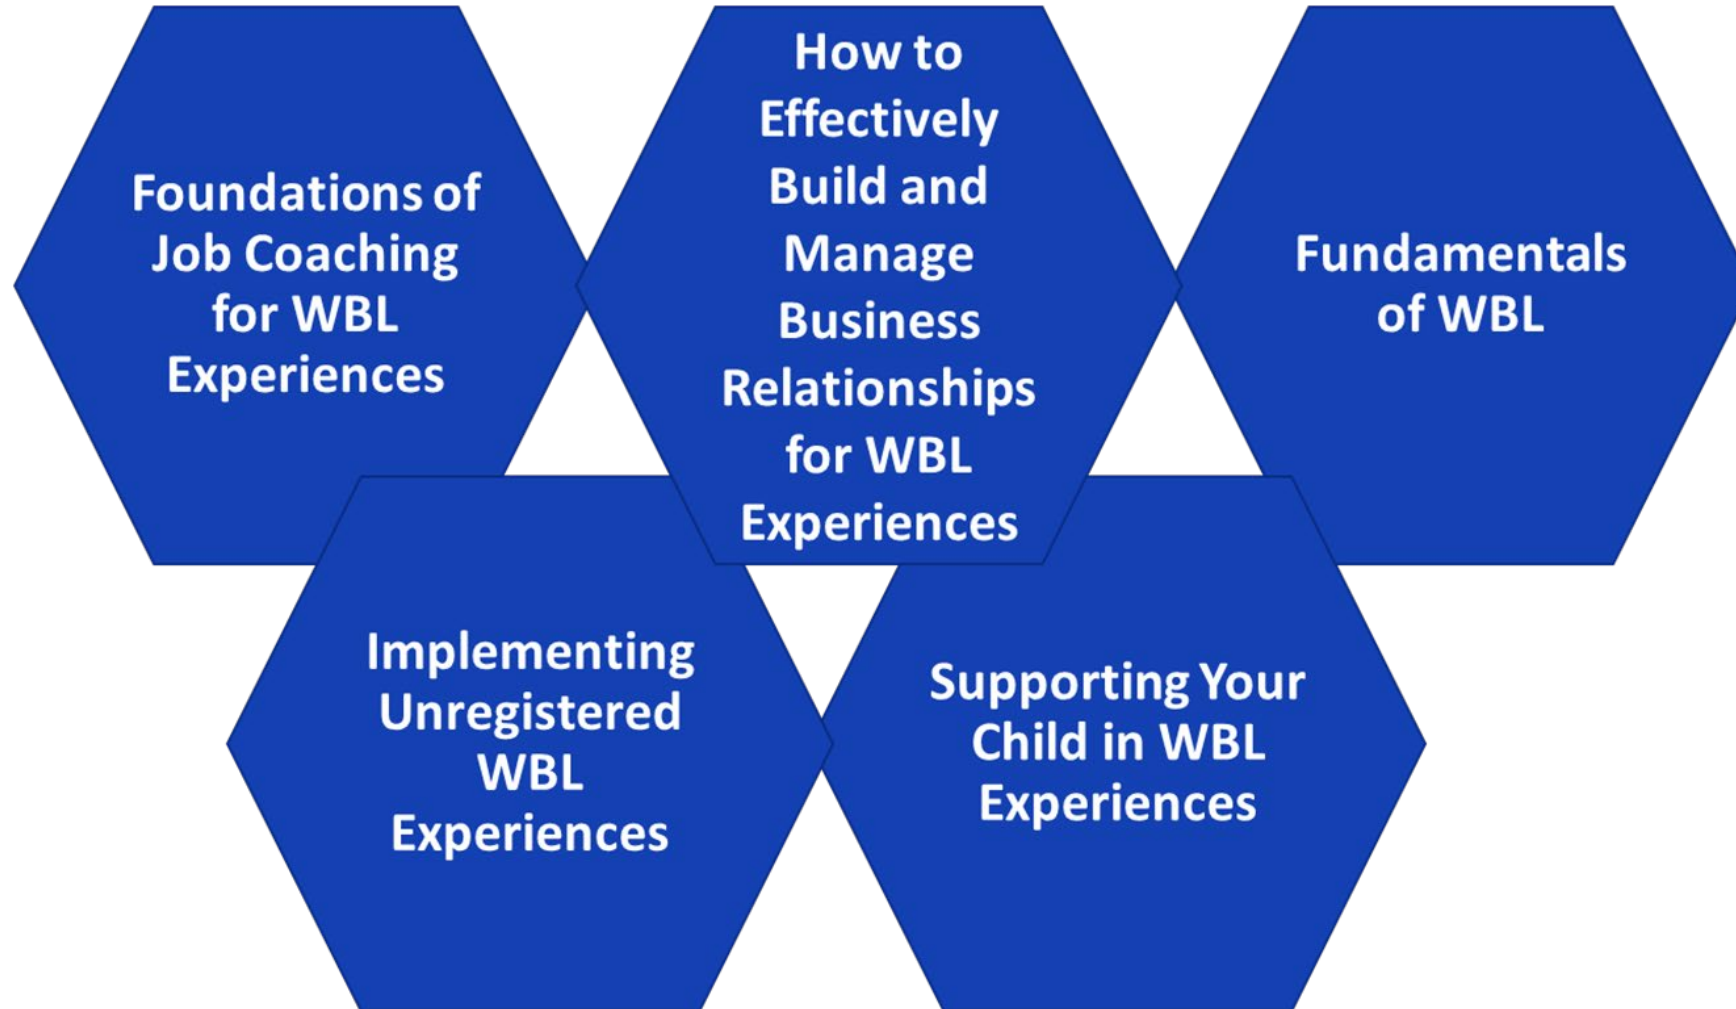 Foundations of
Job Coaching
for WBL
Experiences
How to
Effectively
Build and
Manage
Business
Relationships
for WBL
Experiences
Fundamentals
of WBL
Implementing
Unregistered
WBL
Experiences
Supporting Your
Child in WBL
Experiences